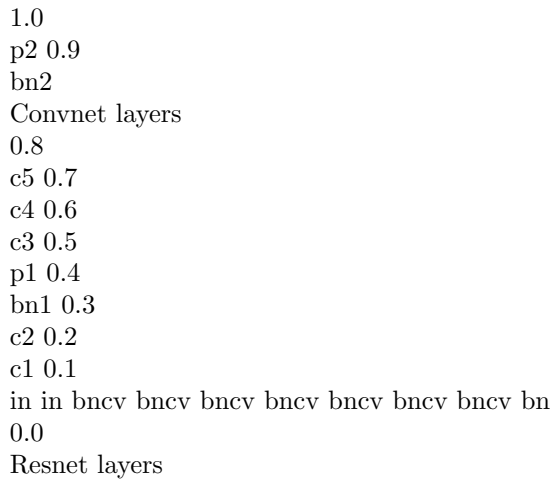 1.0
p2 0.9
bn2
Convnet layers
0.8
c5 0.7
c4 0.6
c3 0.5
p1 0.4
bn1 0.3
c2 0.2
c1 0.1
in in bncv bncv bncv bncv bncv bncv bncv bn
0.0
Resnet layers